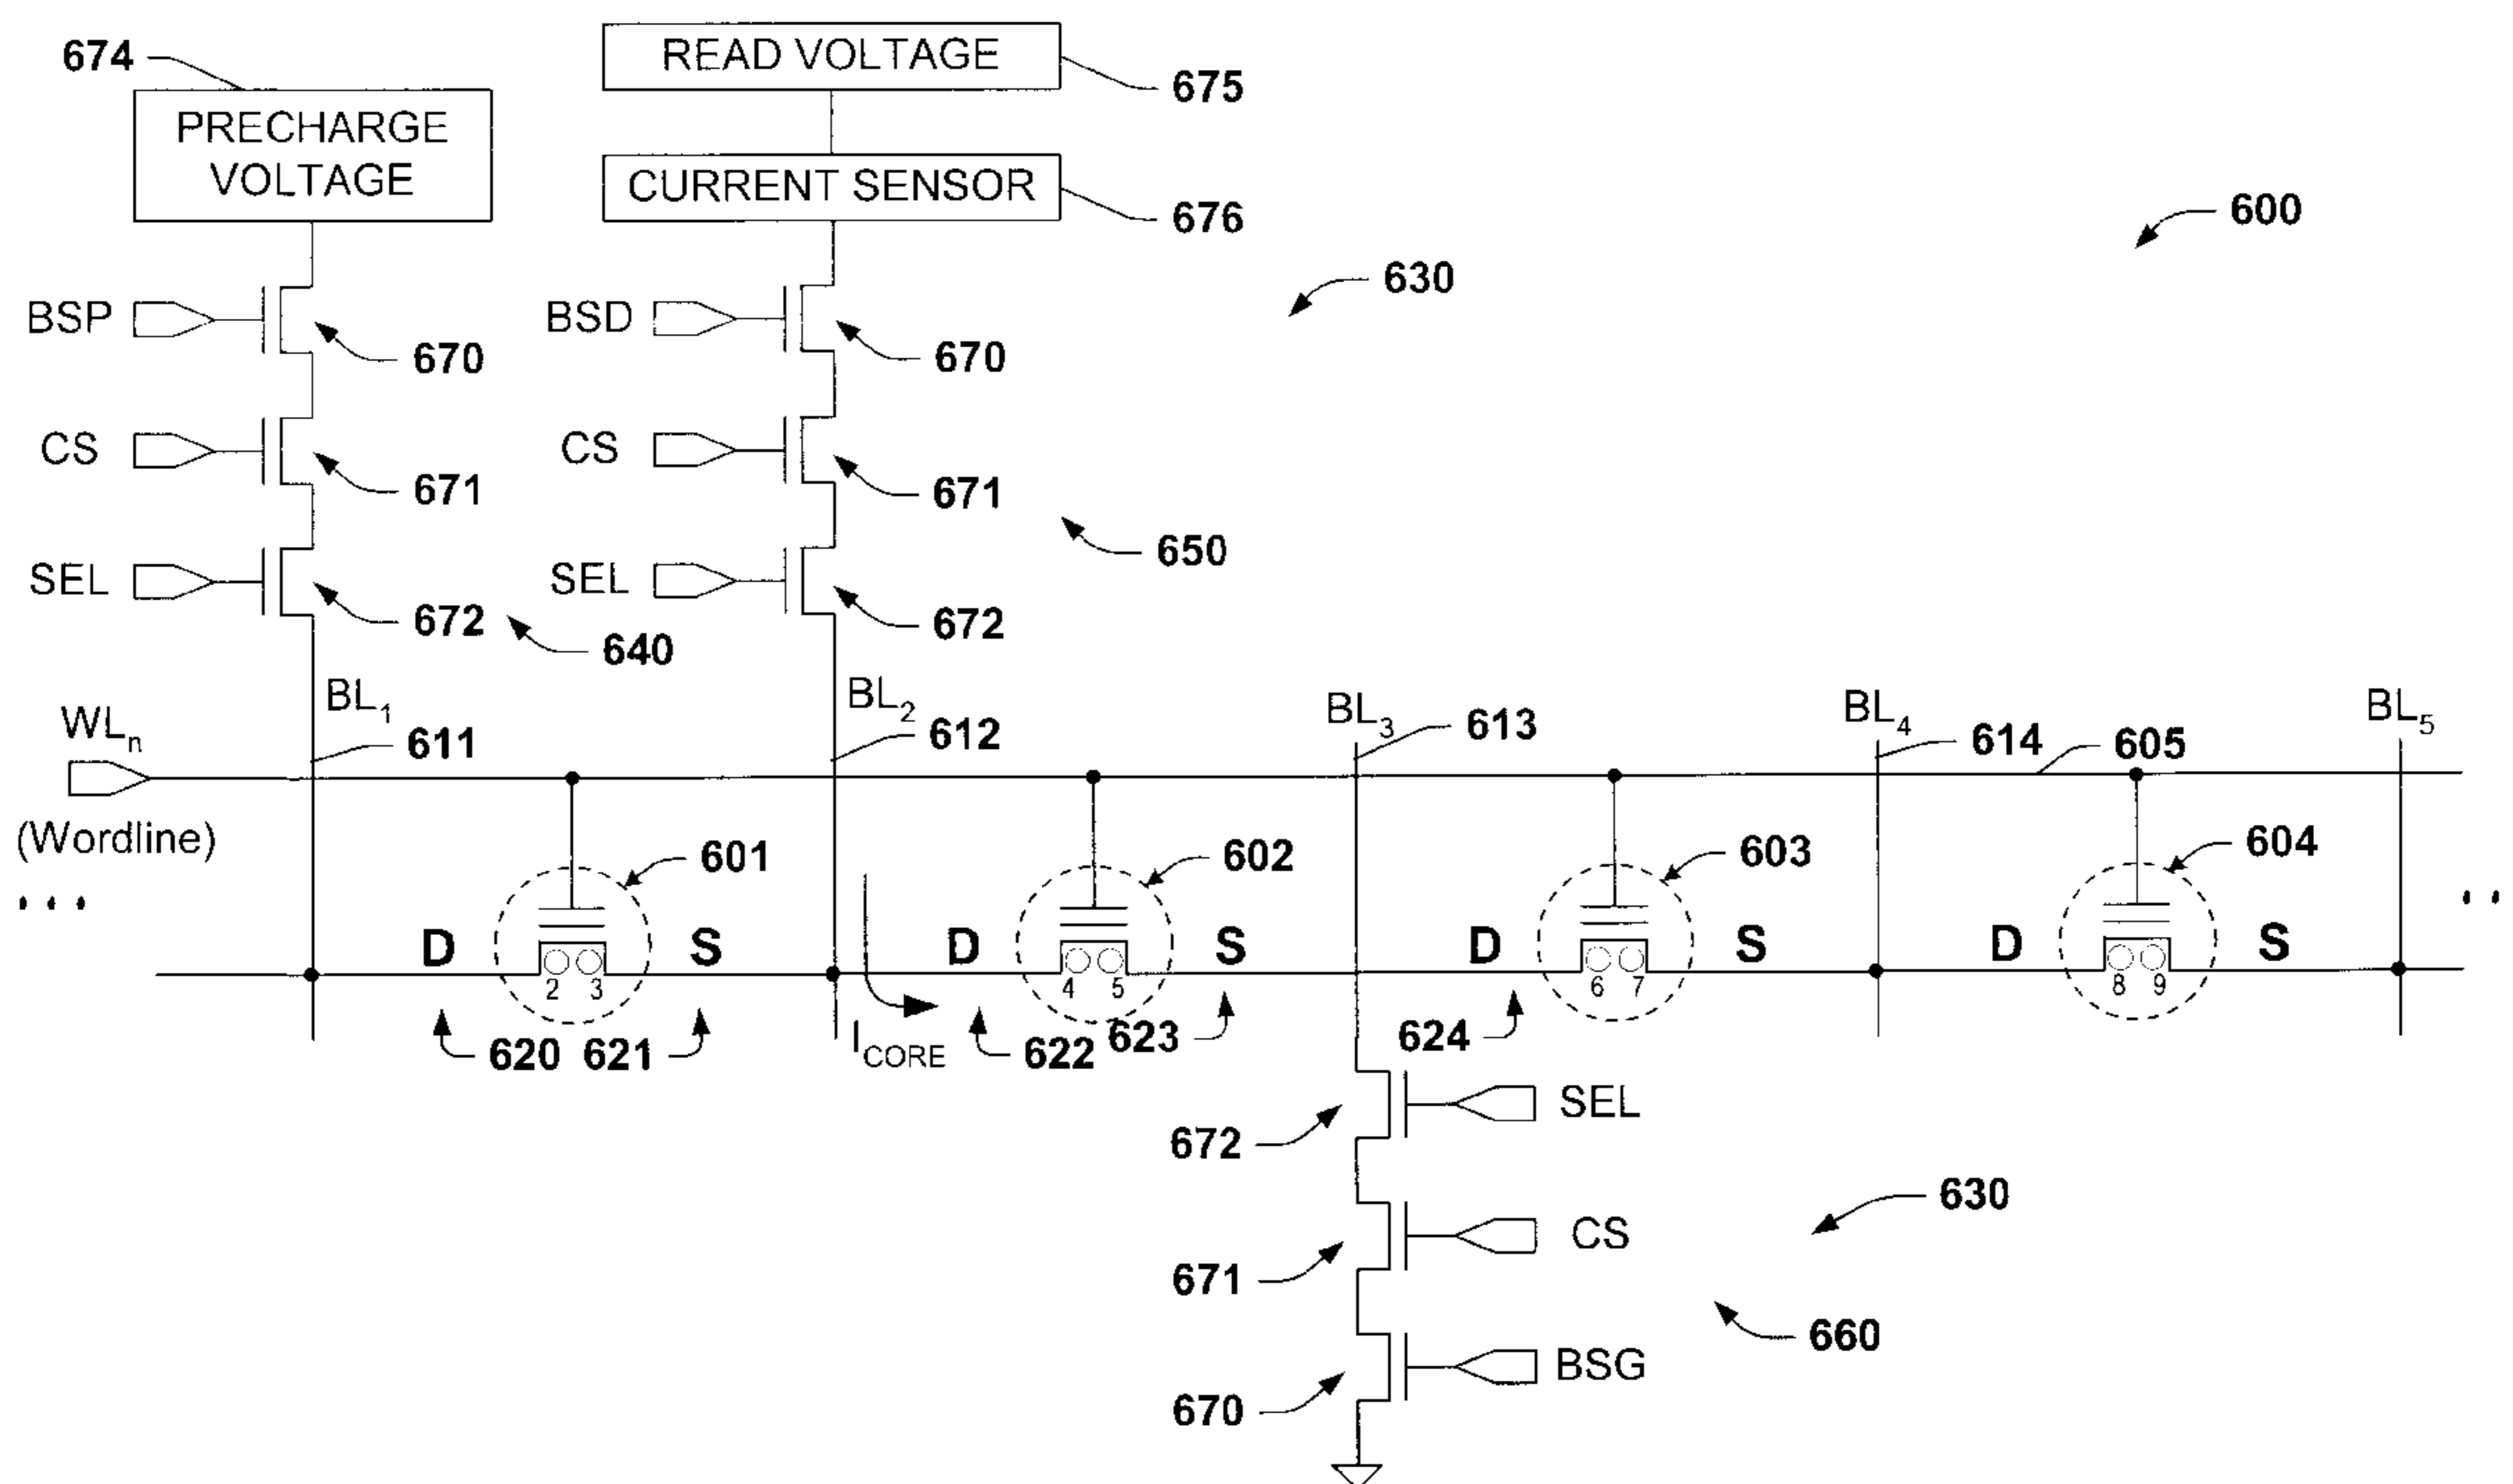 674
READ VOLTAGE
675
PRECHARGE
VOLTAGE
CURRENT SENSOR
676
600
630
BSP
670
BSD
670
CS
671
CS
671
650
SEL
672
640
SEL
672
WLn
BL1
611
BL2
612
BL3
613
BL4
614
605
BL5
(Wordline)
601
602
603
604
• • •
D
S
D
S
D
S
D
S
2 3
4 5
6 7
8 9
620
621
ICORE
622
623
624
672
SEL
630
671
CS
660
670
BSG